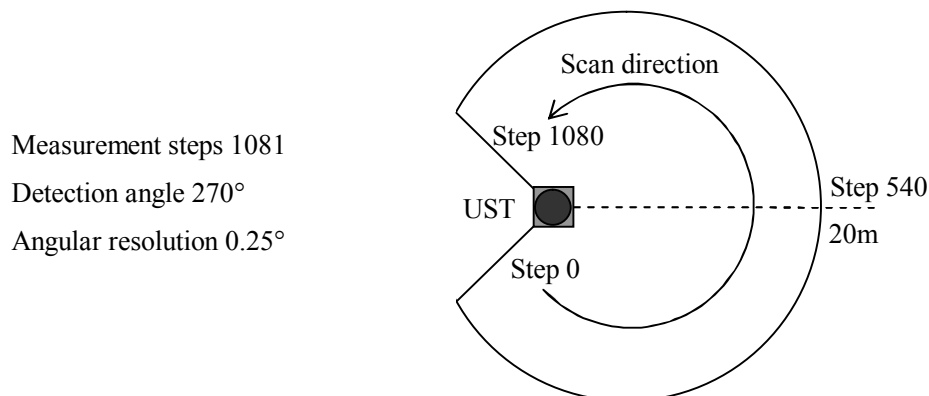 Measurement steps 1081
Detection angle 270°
Angular resolution 0.25°
Scan direction
Step 1080
UST
Step 540
20m
Step 0